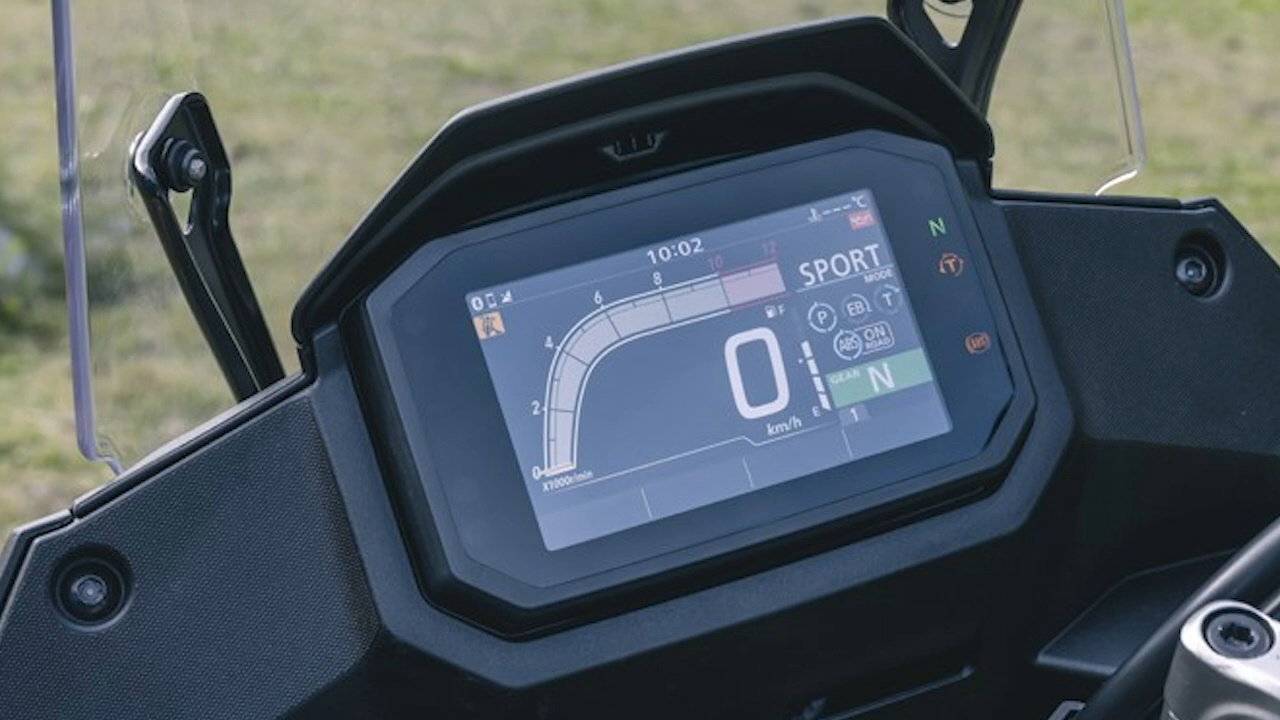 ---°C
10:02
SPORT
MODE
12
10
8
6
4
2
0
X1000r/min
F
E
P
EB
T
ABS
ON
ROAD
0
km/h
GEAR
N
1
N
T
ABS